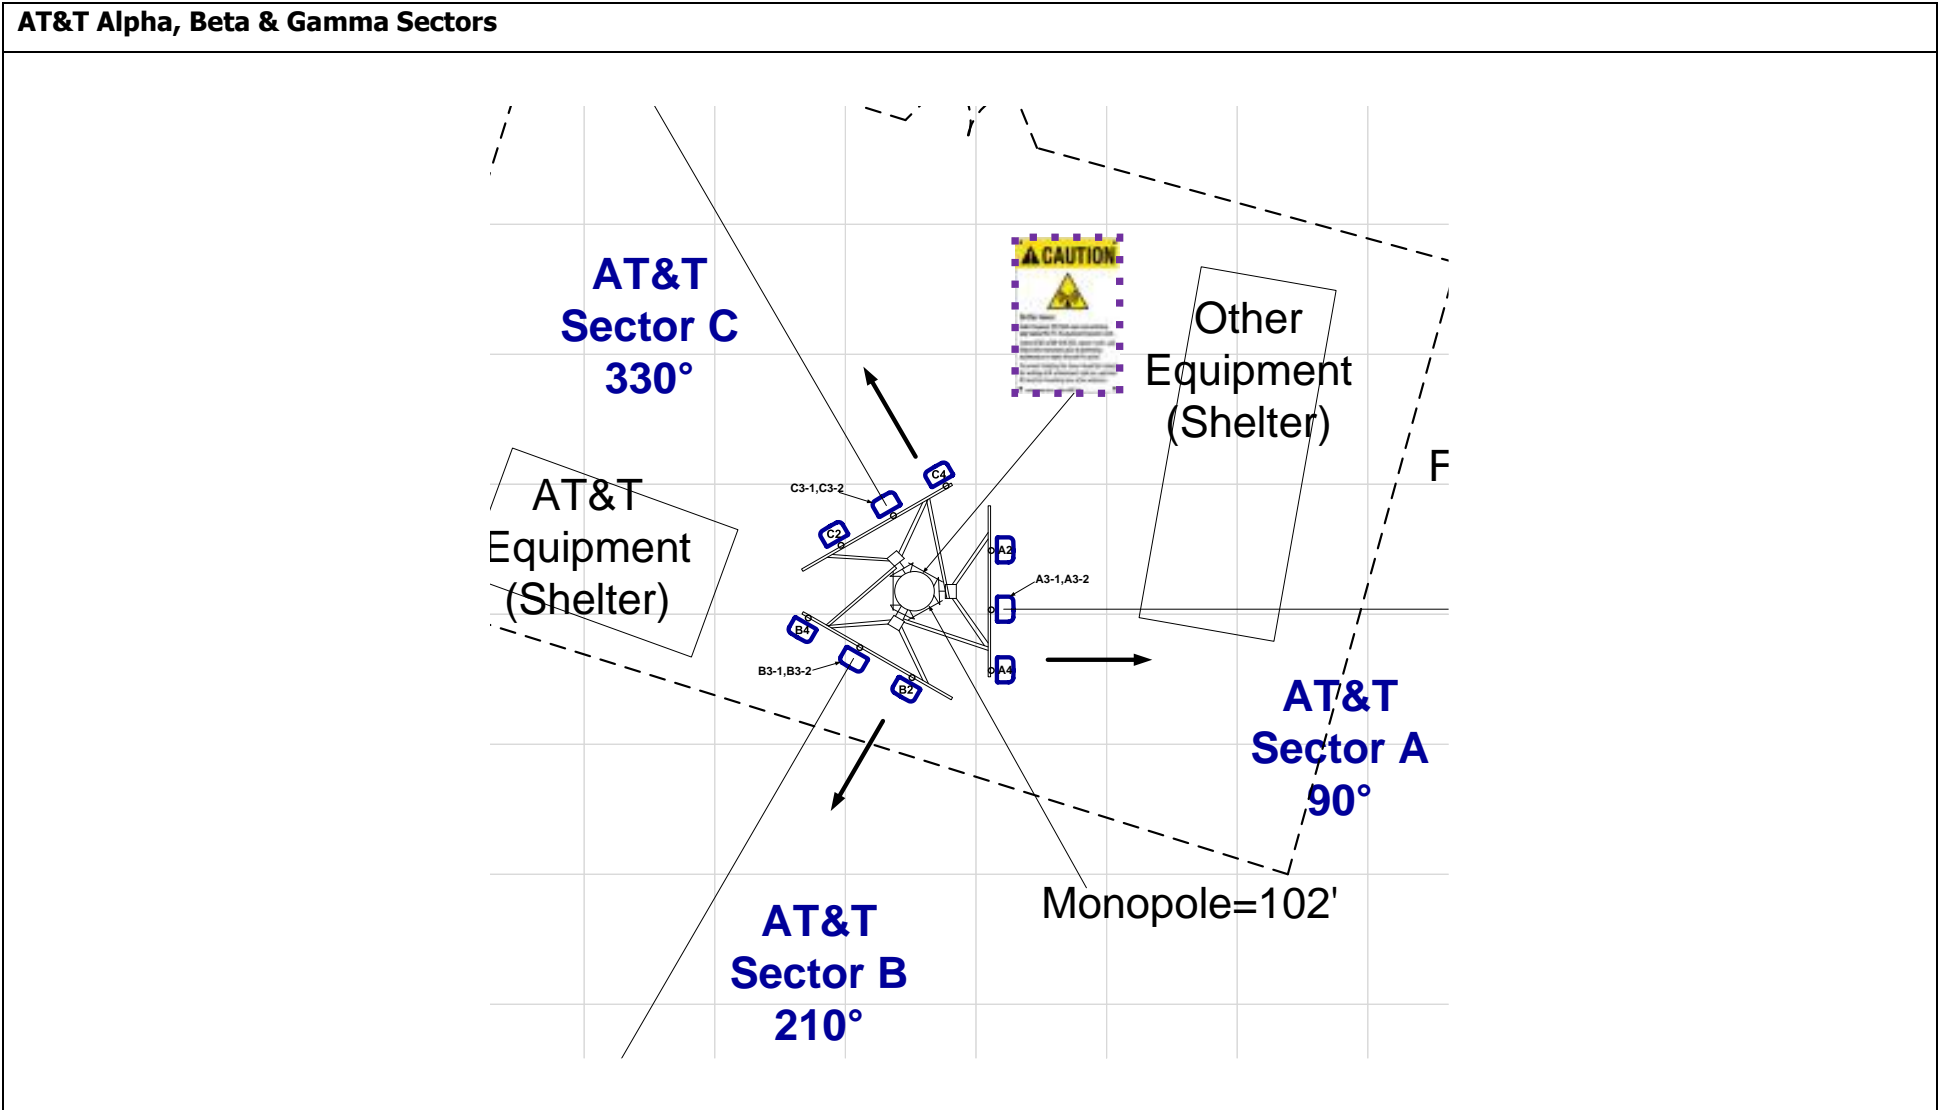 AT&T Alpha, Beta & Gamma Sectors
AT&T
Sector C
330°
CAUTION
Other
Equipment
(Shelter)
F
AT&T
Equipment
(Shelter)
C4
C3-1,C3-2
C2
A2
A3-1,A3-2
A4
B4
B3-1,B3-2
B2
AT&T
Sector A
90°
Monopole=102'
AT&T
Sector B
210°